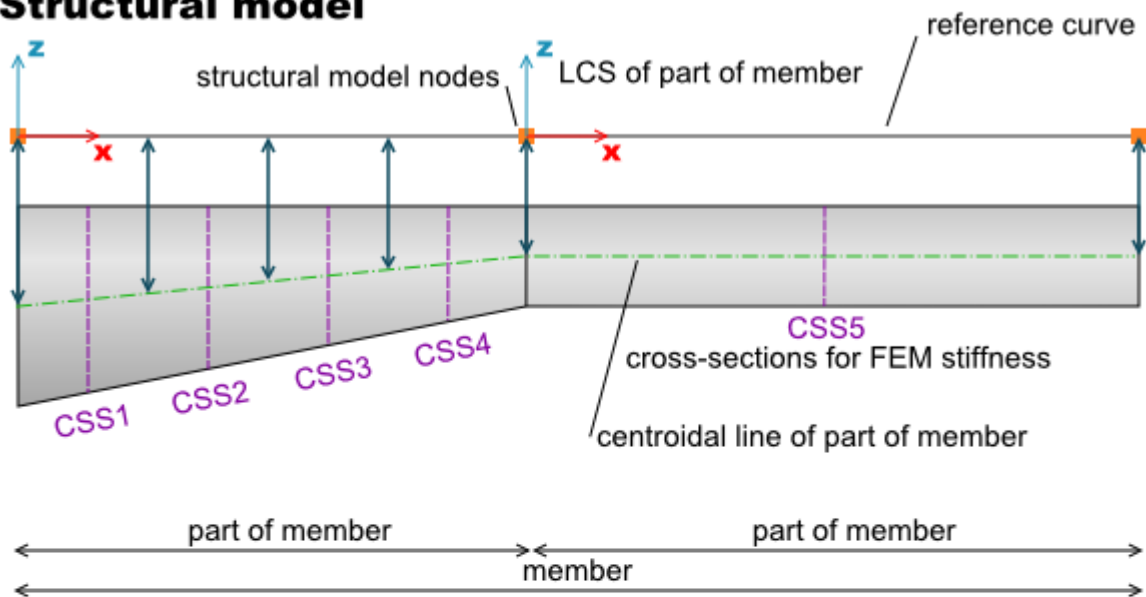 Structural model
reference curve
z
z
structural model nodes
LCS of part of member
x
x
CSS1
CSS2
CSS3
CSS4
CSS5
cross-sections for FEM stiffness
centroidal line of part of member
part of member
part of member
member